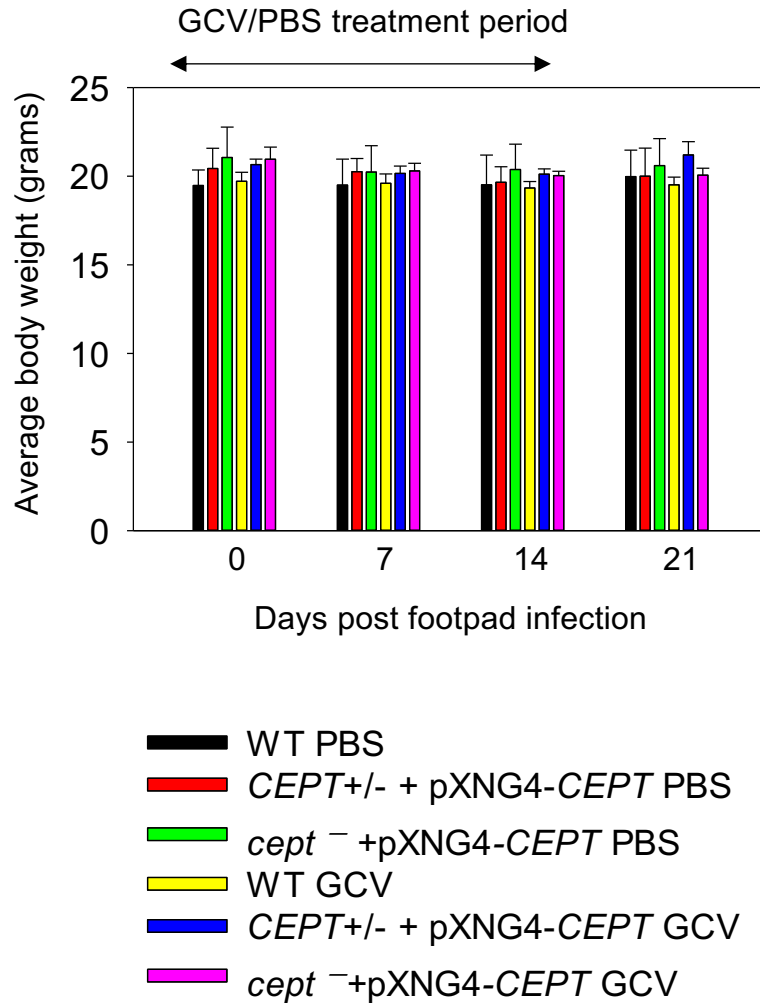 GCV/PBS treatment period
25
20
15
10
5
0
Average body weight (grams)
0 7 14 21
Days post footpad infection
WT PBS
CEPT+/- + pXNG4-CEPT PBS
cept ⁻ +pXNG4-CEPT PBS
WT GCV
CEPT+/- + pXNG4-CEPT GCV
cept ⁻+pXNG4-CEPT GCV